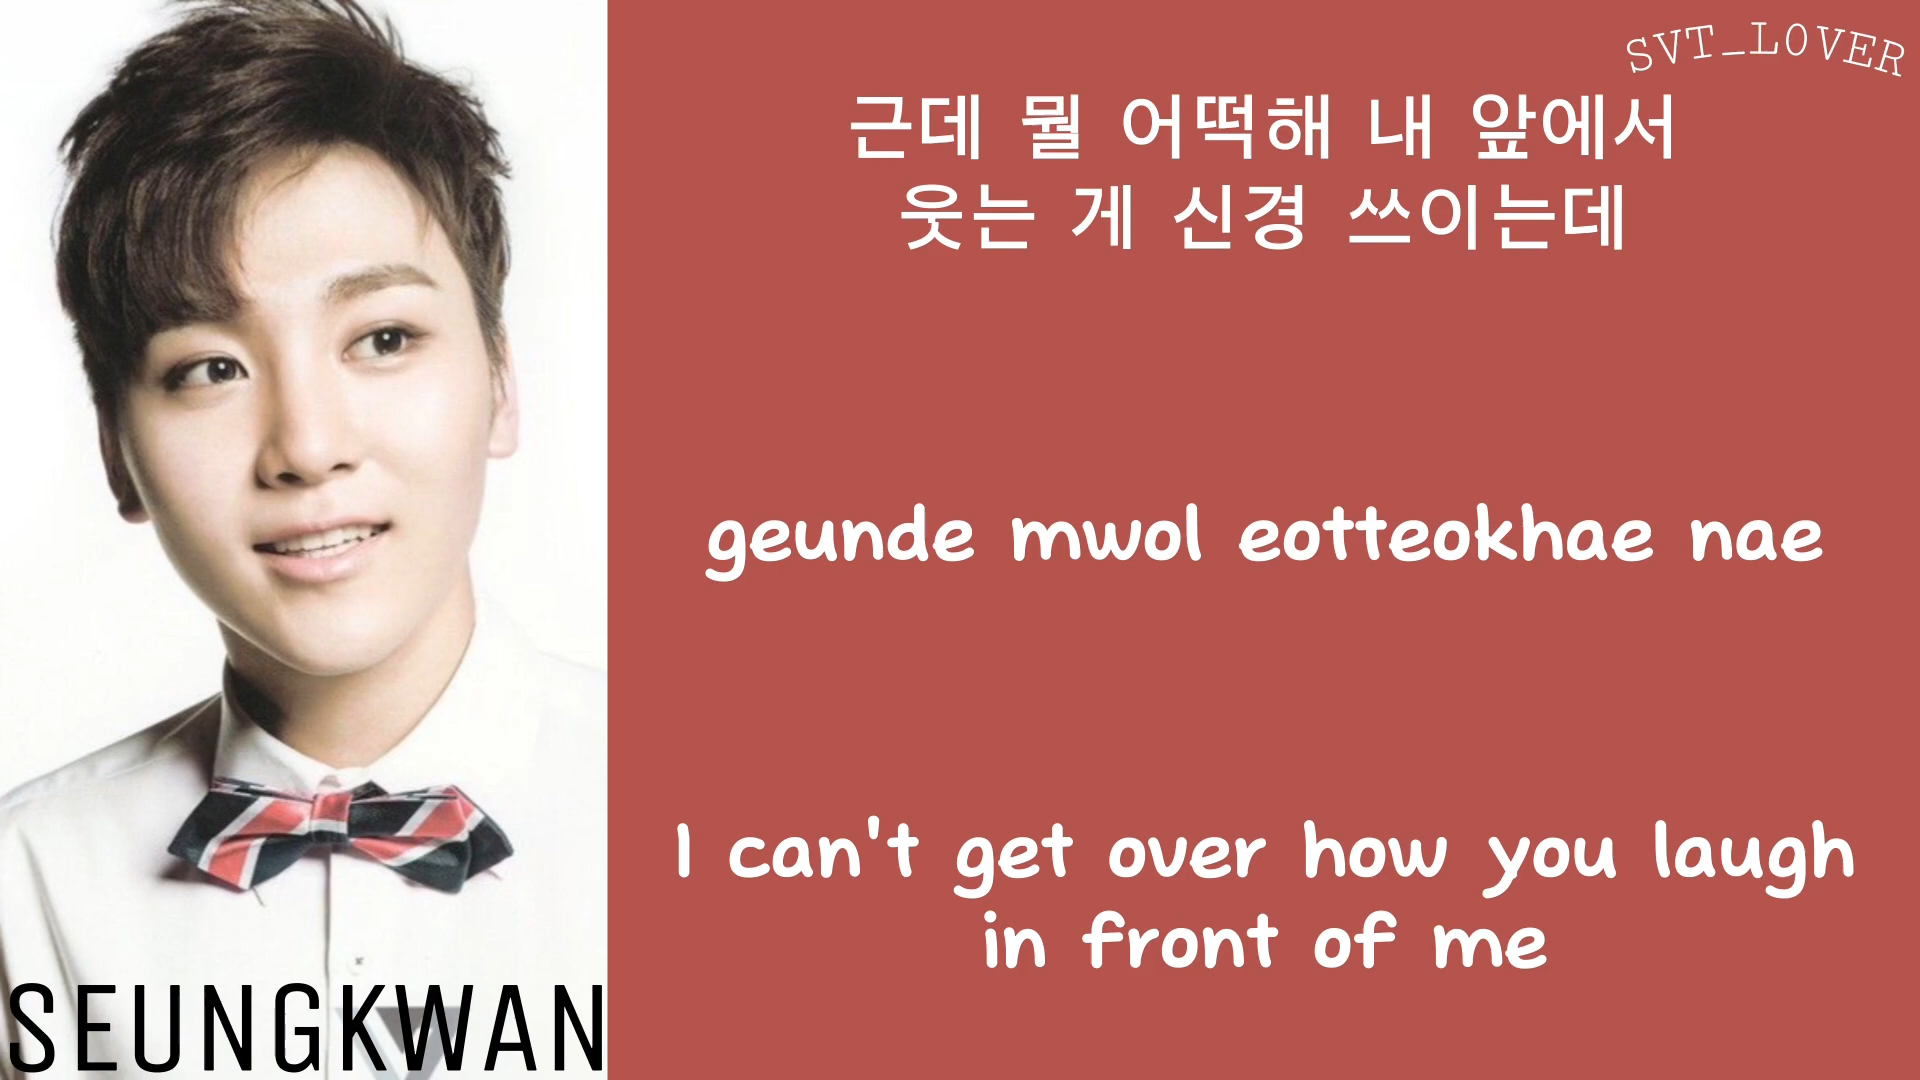 SVT_LOVER
근데 뭘 어떡해 내 앞에서
웃는 게 신경 쓰이는데
geunde mwol eotteokhae nae
I can't get over how you laugh
in front of me
SEUNGKWAN